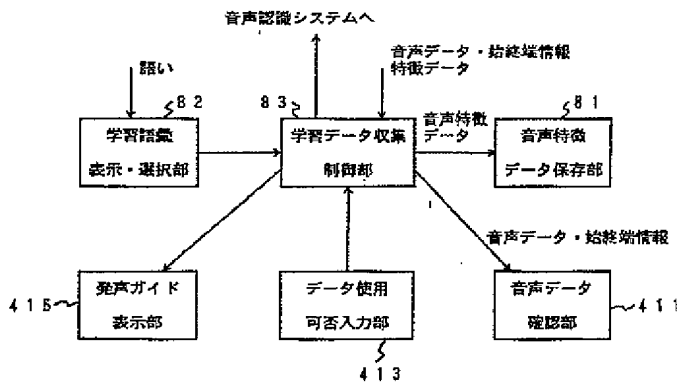 音声認識システムへ
語い
音声データ・始終端情報
特徴データ
82
83
81
学習語彙
表示・選択部
学習データ収集
制御部
音声特徴
データ
音声特徴
データ保存部
音声データ・始終端情報
415
発声ガイド
表示部
データ使用
可否入力部
音声データ
確認部
411
413